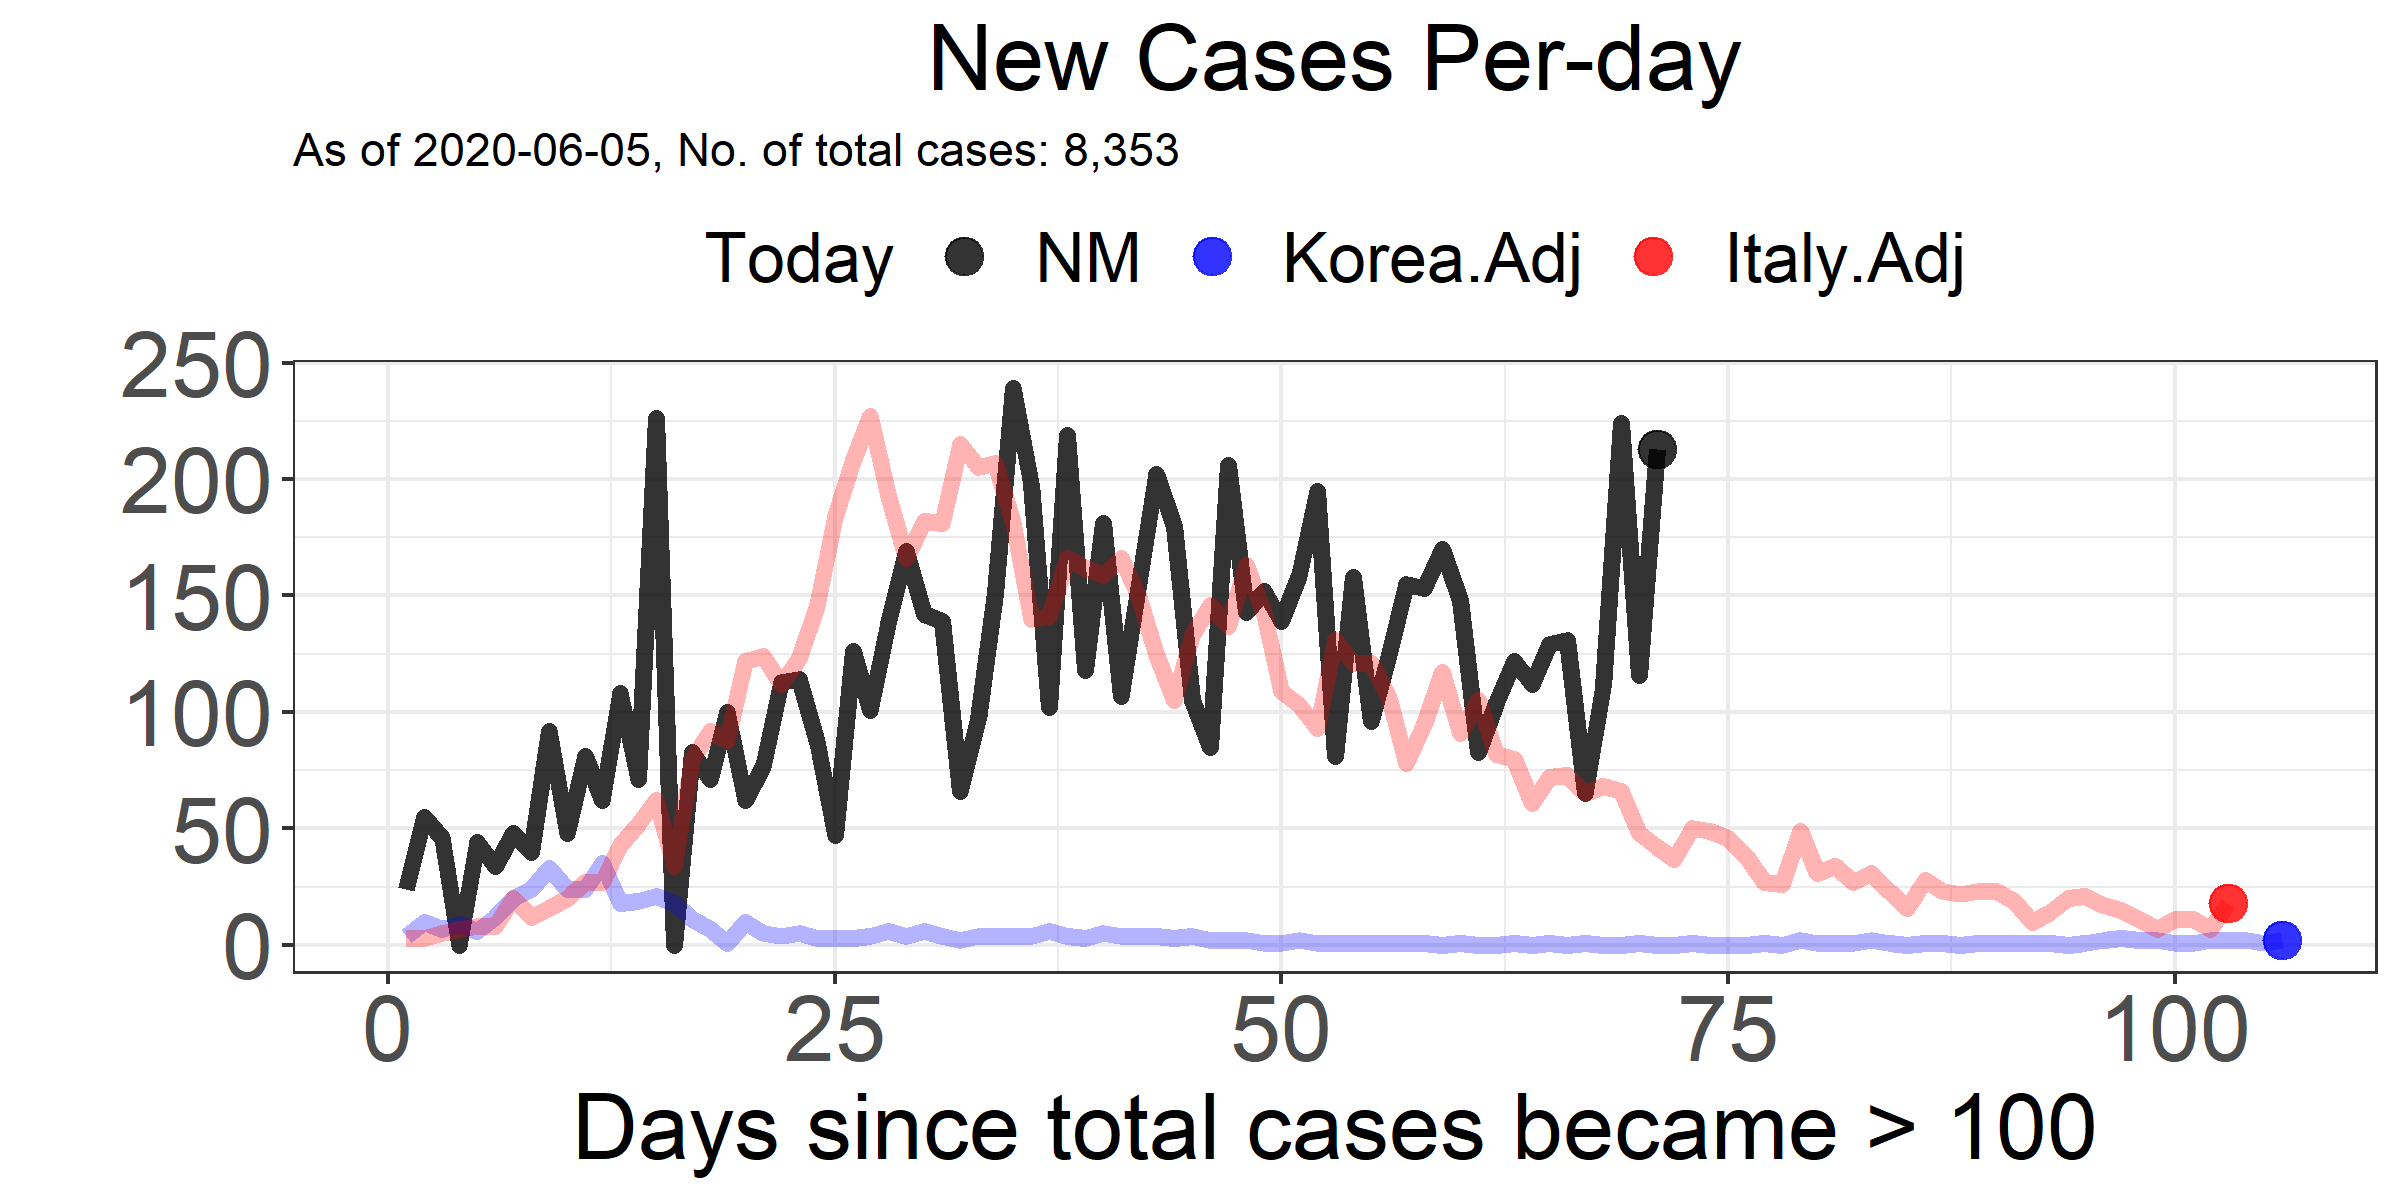 New Cases Per-day
As of 2020-06-05, No. of total cases: 8,353
Today NM Korea.Adj Italy.Adj
250
200
150
100
50
0
0 25 50 75 100
Days since total cases became > 100